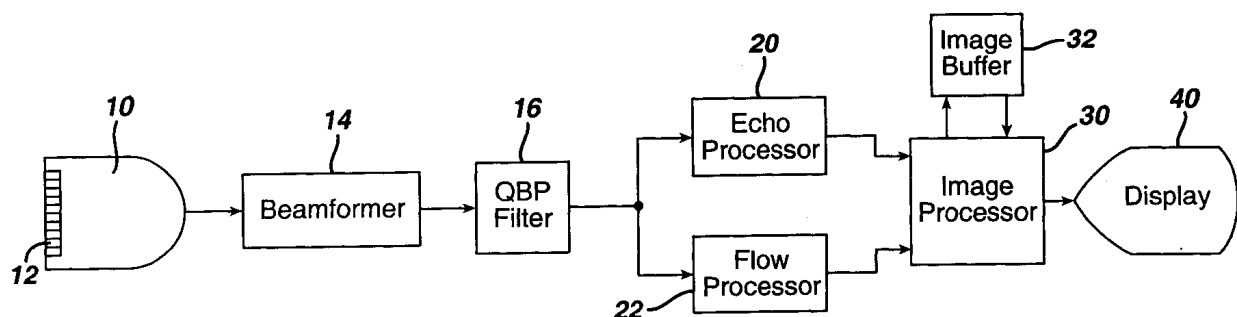 10
12
14
Beamformer
16
QBP
Filter
20
Echo
Processor
Flow
Processor
22
Image
Buffer
32
30
Image
Processor
40
Display